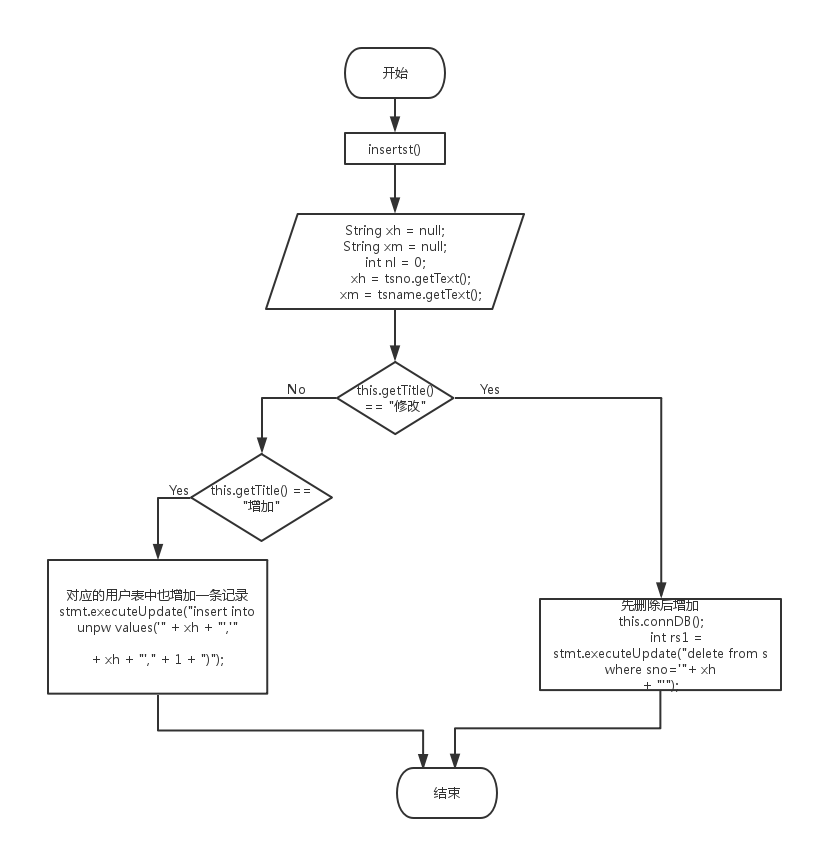 开始
insertst()
String xh = null;
String xm = null;
int nl = 0;
xh = tsno.getText();
xm = tsname.getText();
this.getTitle()
== "修改"
No
Yes
this.getTitle() ==
"增加"
Yes
对应的用户表中也增加一条记录
stmt.executeUpdate("insert into
unpw values('" + xh + "','"
+ xh + "'," + 1 + ")");
先删除后增加
this.connDB();
int rs1 =
stmt.executeUpdate("delete from s
where sno='"+ xh
+ "'");
结束